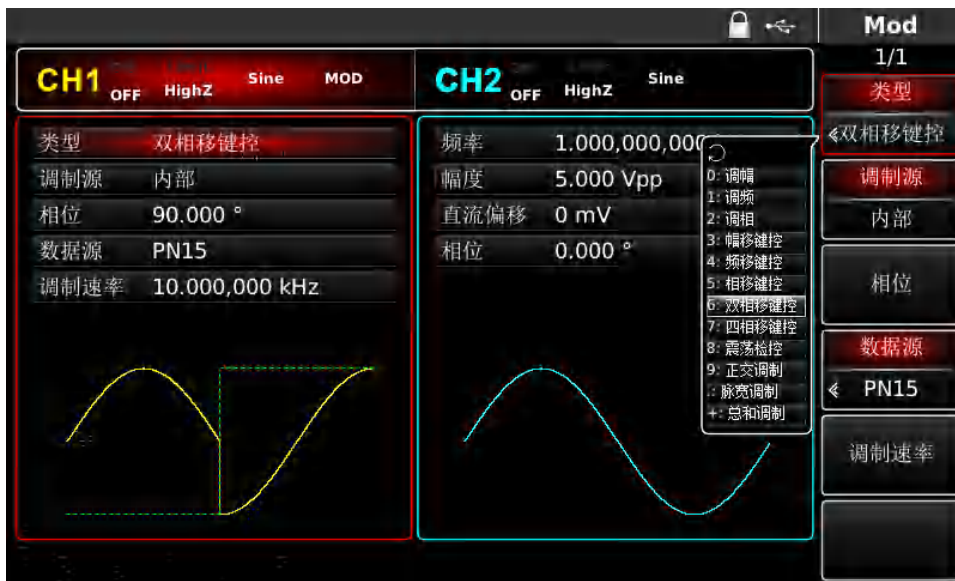 Mod
1/1
CH1 OFF HighZ Sine MOD
CH2 OFF HighZ Sine
类型 双相移键控
调制源 内部
相位 90.000 °
数据源 PN15
调制速率 10.000,000 kHz
频率 1.000,000,000
幅度 5.000 Vpp
直流偏移 0 mV
相位 0.000 °
0: 调幅
1: 调频
2: 调相
3: 幅移键控
4: 频移键控
5: 相移键控
6: 双相移键控
7: 四相移键控
8: 震荡检控
9: 正交调制
.: 脉宽调制
+: 总和调制
类型
双相移键控
调制源
内部
相位
数据源
PN15
调制速率